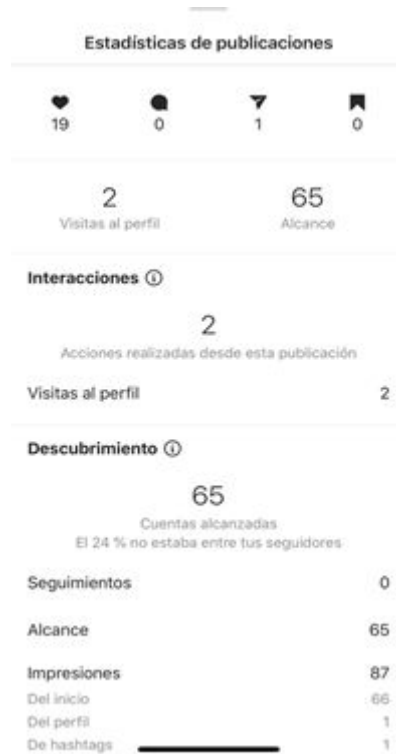 Estadísticas de publicaciones
19 0 1 0
2 65
Visitas al perfil Alcance
Interacciones
2
Acciones realizadas desde esta publicación
Visitas al perfil 2
Descubrimiento
65
Cuentas alcanzadas
El 24 % no estaba entre tus seguidores
Seguimientos 0
Alcance 65
Impresiones 87
Del inicio 66
Del perfil 1
De hashtags 1